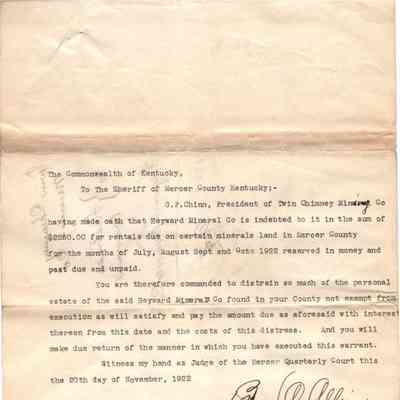 The Commonwealth of Kentucky,
To The Sheriff of Mercer County Kentucky;-
C.P.Chinn, President of Twin Chimney Mining Co
having made oath that Heyward Mineral Co is indebted to it in the sum of
$2250.00 for rentals due on certain minerals land in Mercer County
for the months of July, August Sept and Octo 1922 reserved in money and
past due and unpaid.
You are therefore commanded to distrain so much of the personal
estate of the said Heyward Mineral Co found in your County not exempt from
execution as will satisfy and pay the amount due as aforesaid with interest
thereon from this date and the costs of this distress. And you will
make due return of the manner in which you have executed this warrant.
Witness my hand as Judge of the Mercer Quarterly Court this
the 20th day of November, 1922